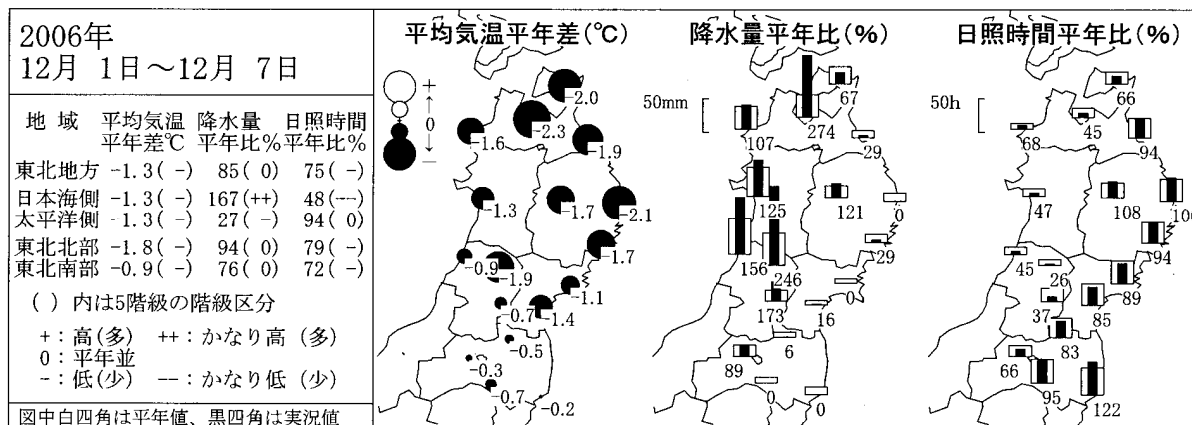 2006年
12月 1日～12月 7日
地 域 平均気温 降水量 日照時間
平年差℃ 平年比% 平年比%
東北地方 -1.3( -) 85( 0) 75( -)
日本海側 -1.3( -) 167(++) 48(--)
太平洋側 -1.3( -) 27( -) 94( 0)
東北北部 -1.8( -) 94( 0) 79( -)
東北南部 -0.9( -) 76( 0) 72( -)
( ) 内は5階級の階級区分
+：高(多) ++：かなり高 (多)
0：平年並
-：低(少) --：かなり低 (少)
図中白四角は平年値、黒四角は実況値
平均気温平年差(℃)
+
↑
0
↓
-
-2.0
-2.3
-1.6
-1.9
-1.3
-1.7
-2.1
-1.7
-0.9
-1.9
-1.1
-0.7
-1.4
-0.5
-0.3
-0.7
-0.2
降水量平年比(%)
50mm
67
274
107
29
125
121
0
29
156
246
0
173
16
6
89
0
0
日照時間平年比(%)
50h
66
45
68
94
47
108
106
94
45
26
89
37
85
83
66
95
122